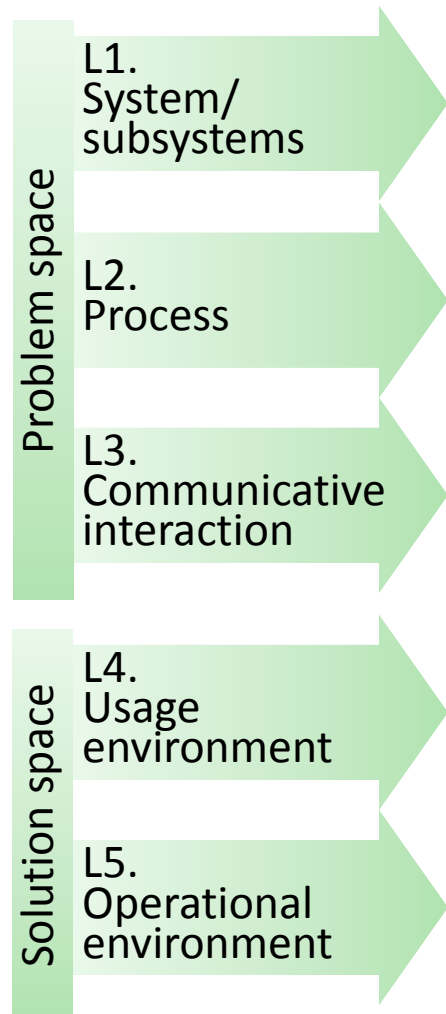 Problem space
L1.
System/
subsystems
L2.
Process
L3.
Communicative
interaction
Solution space
L4.
Usage
environment
L5.
Operational
environment